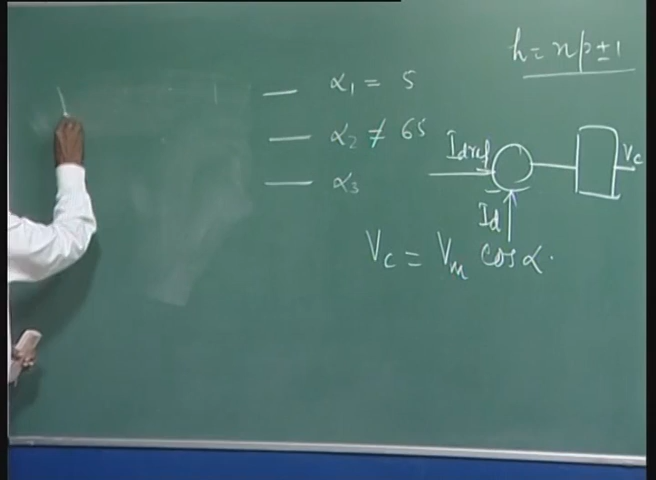 h = np ± 1
α₁ = 5
α₂ ≠ 65
α₃
Idref
Vc
Id
Vc = Vm cos α.